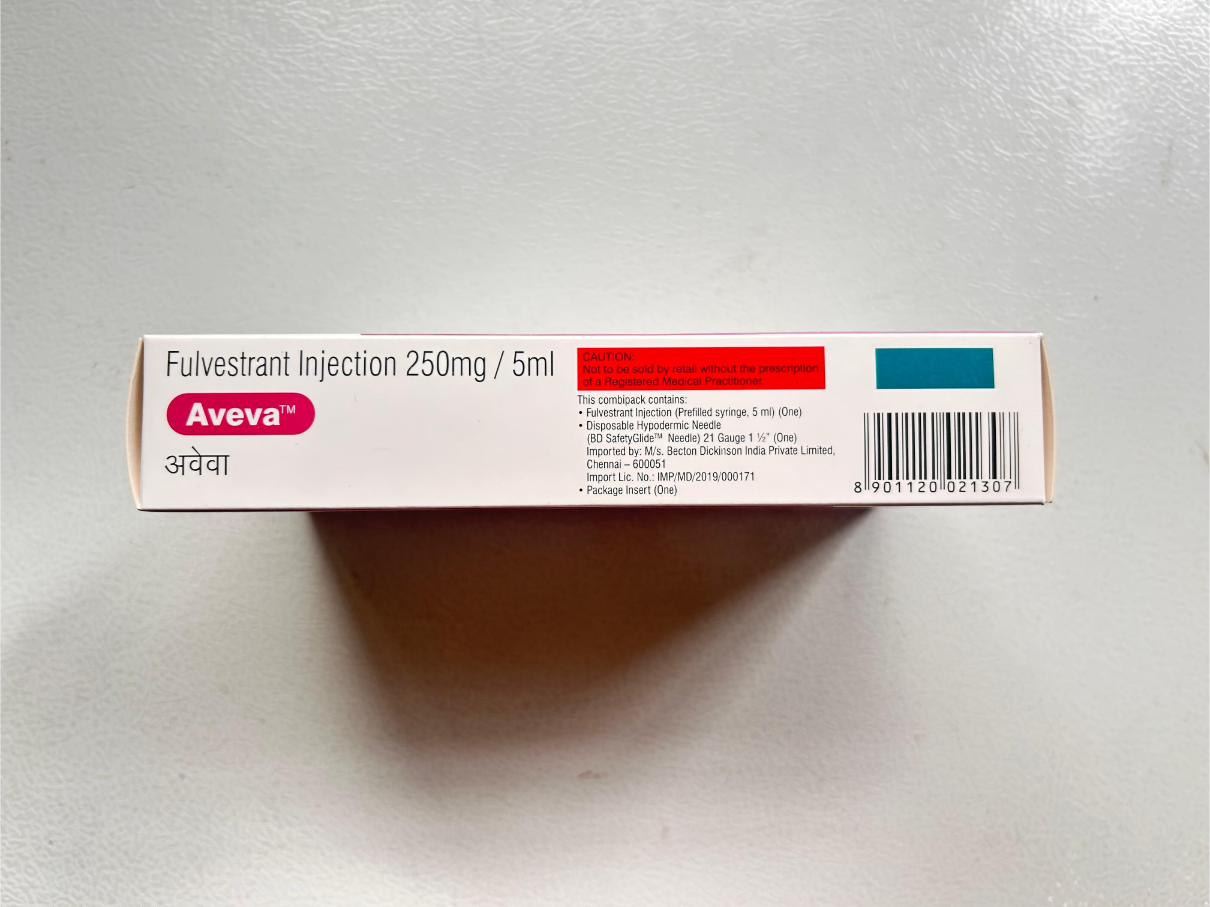 Fulvestrant Injection 250mg / 5ml
Aveva™
अवेवा
CAUTION:
Not to be sold by retail without the prescription
of a Registered Medical Practitioner.
This combipack contains:
• Fulvestrant Injection (Prefilled syringe, 5 ml) (One)
• Disposable Hypodermic Needle
(BD SafetyGlide™ Needle) 21 Gauge 1 ½" (One)
Imported by: M/s. Becton Dickinson India Private Limited,
Chennai – 600051
Import Lic. No.: IMP/MD/2019/000171
• Package Insert (One)
8 901120 021307